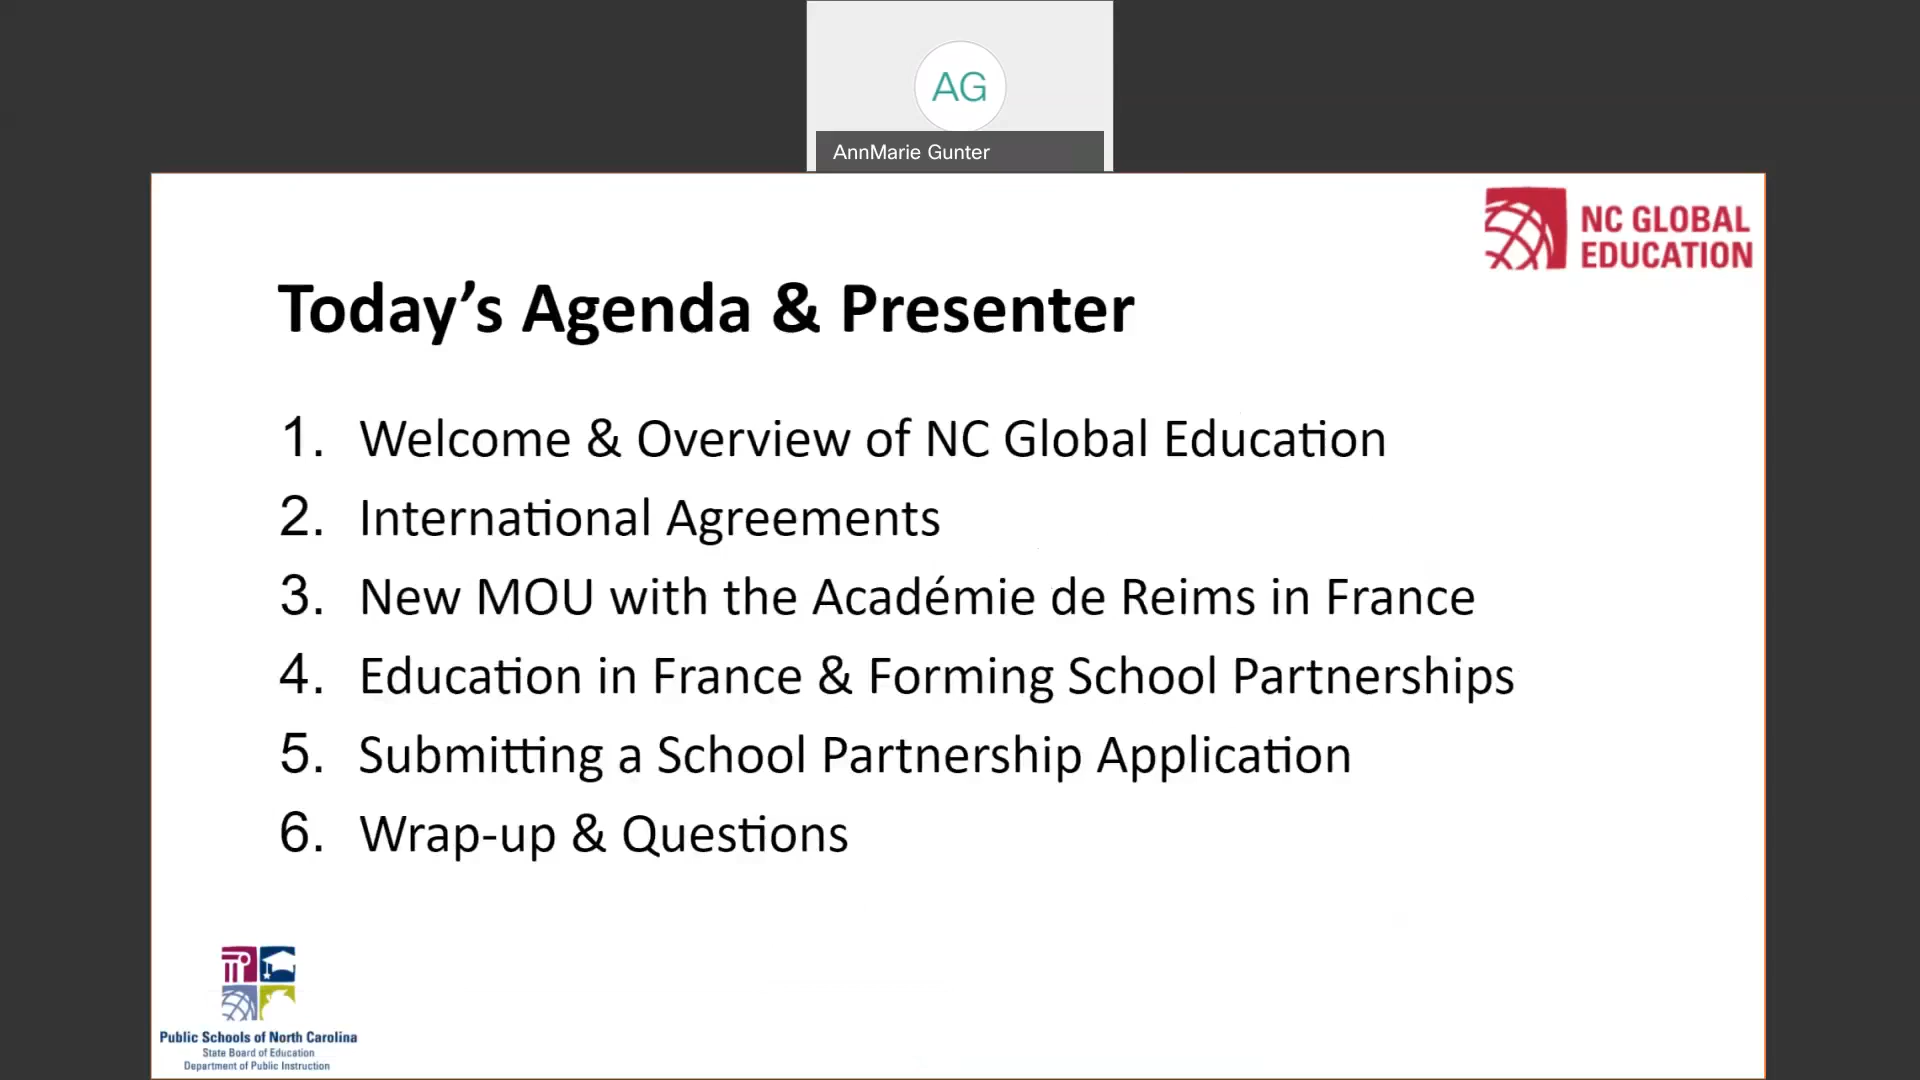 AG
AnnMarie Gunter
NC GLOBAL
EDUCATION
Today’s Agenda & Presenter
1. Welcome & Overview of NC Global Education
2. International Agreements
3. New MOU with the Académie de Reims in France
4. Education in France & Forming School Partnerships
5. Submitting a School Partnership Application
6. Wrap-up & Questions
Public Schools of North Carolina
State Board of Education
Department of Public Instruction